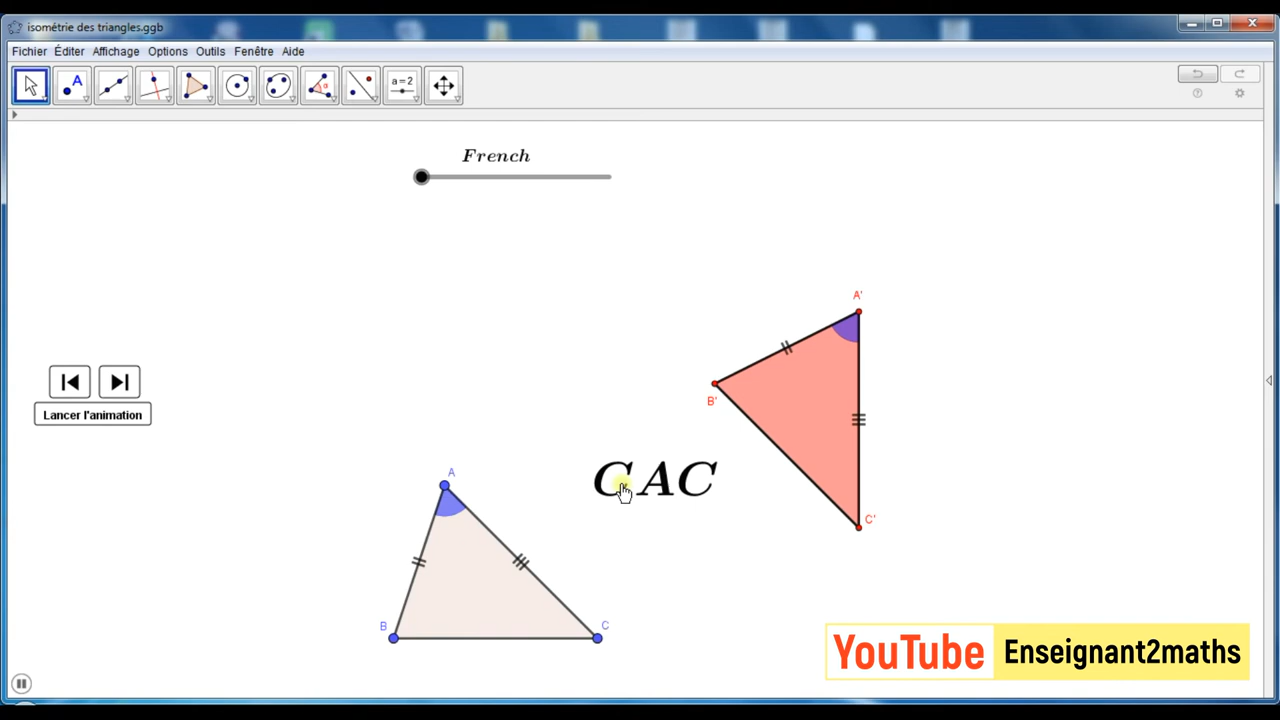 isométrie des triangles.ggb
Fichier Éditer Affichage Options Outils Fenêtre Aide
A
α
a=2
French
A'
B'
Lancer l'animation
A
CAC
C'
B
C
YouTube Enseignant2maths